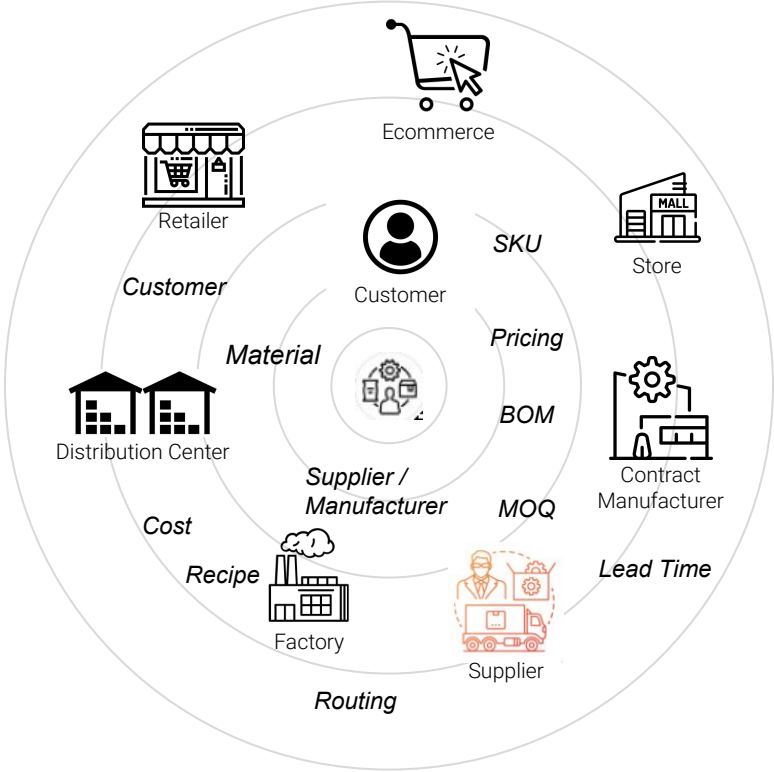 Ecommerce
MALL
Retailer
SKU
Store
Customer
Customer
Pricing
Material
BOM
Distribution Center
Contract
Manufacturer
Supplier /
Manufacturer
MOQ
Cost
Lead Time
Recipe
Factory
Supplier
Routing